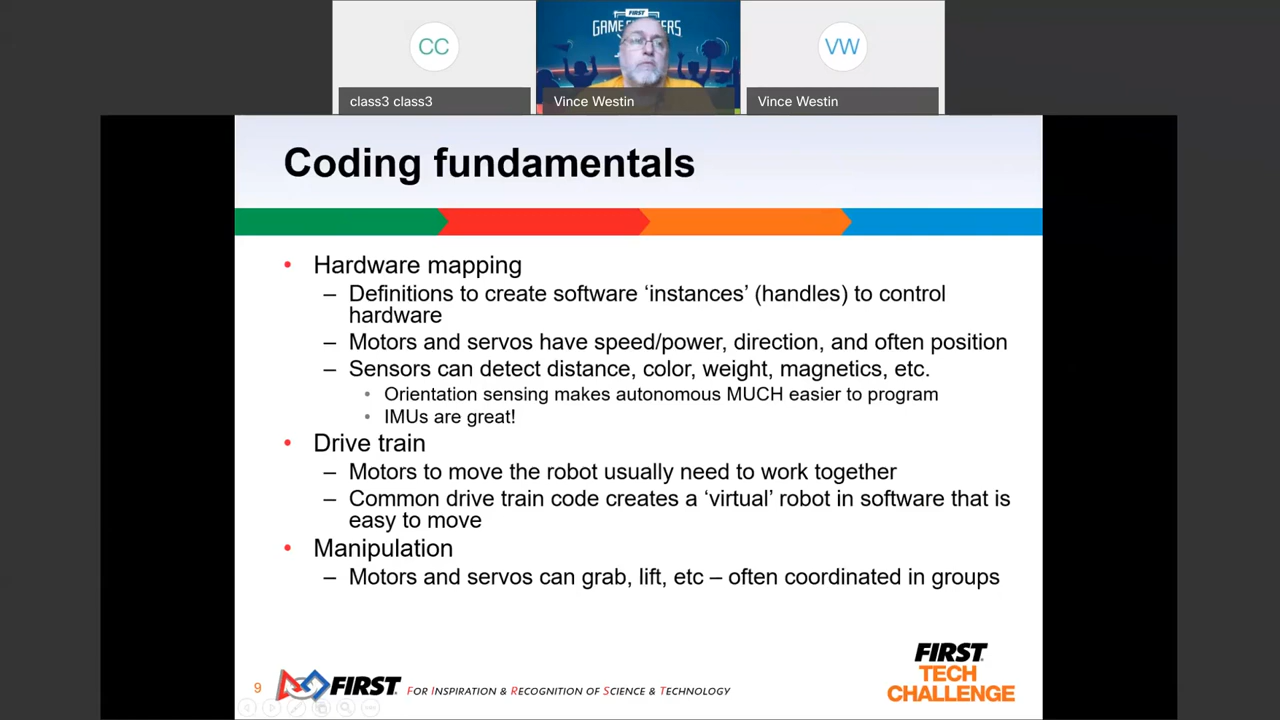 CC
class3 class3
FIRST
GAME
Vince Westin
VW
Vince Westin
Coding fundamentals
• Hardware mapping
– Definitions to create software ‘instances’ (handles) to control
hardware
– Motors and servos have speed/power, direction, and often position
– Sensors can detect distance, color, weight, magnetics, etc.
• Orientation sensing makes autonomous MUCH easier to program
• IMUs are great!
• Drive train
– Motors to move the robot usually need to work together
– Common drive train code creates a ‘virtual’ robot in software that is
easy to move
• Manipulation
– Motors and servos can grab, lift, etc – often coordinated in groups
9
FIRST
FOR INSPIRATION & RECOGNITION OF SCIENCE & TECHNOLOGY
FIRST
TECH
CHALLENGE